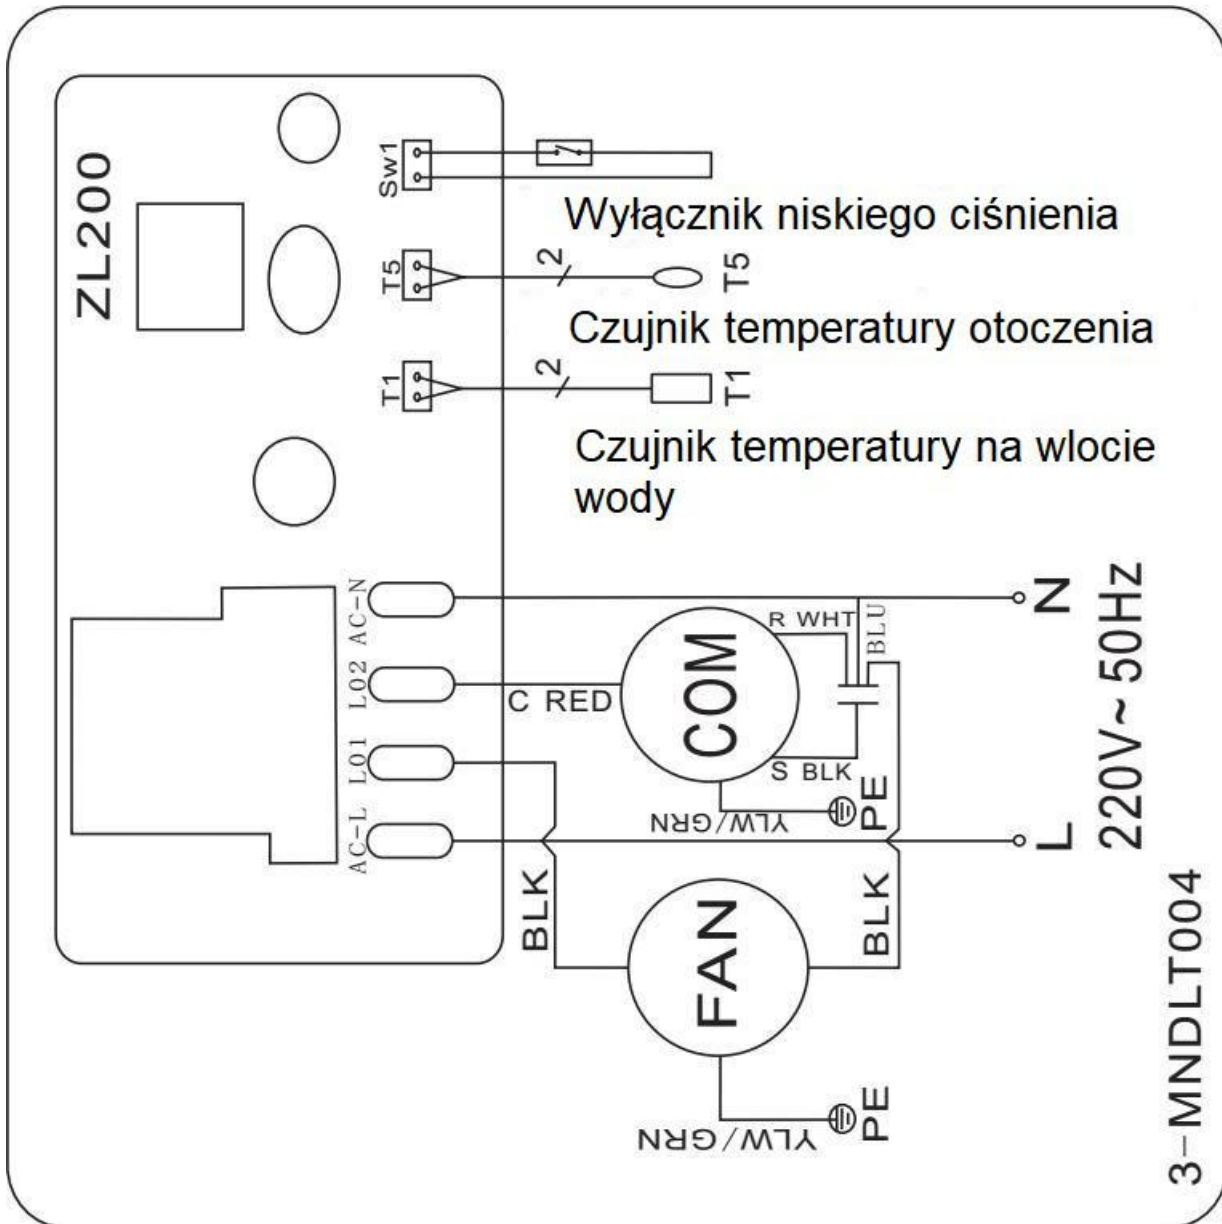 ZL200
Sw1
Wyłącznik niskiego ciśnienia
T5
2
T5
Czujnik temperatury otoczenia
T1
2
T1
Czujnik temperatury na wlocie
wody
AC-N
N
R WHT
BLU
LO2
C RED
COM
220V~ 50Hz
LO1
S BLK
YLW/GRN
PE
AC-L
L
BLK
FAN
BLK
YLW/GRN
PE
3-MNDLT004